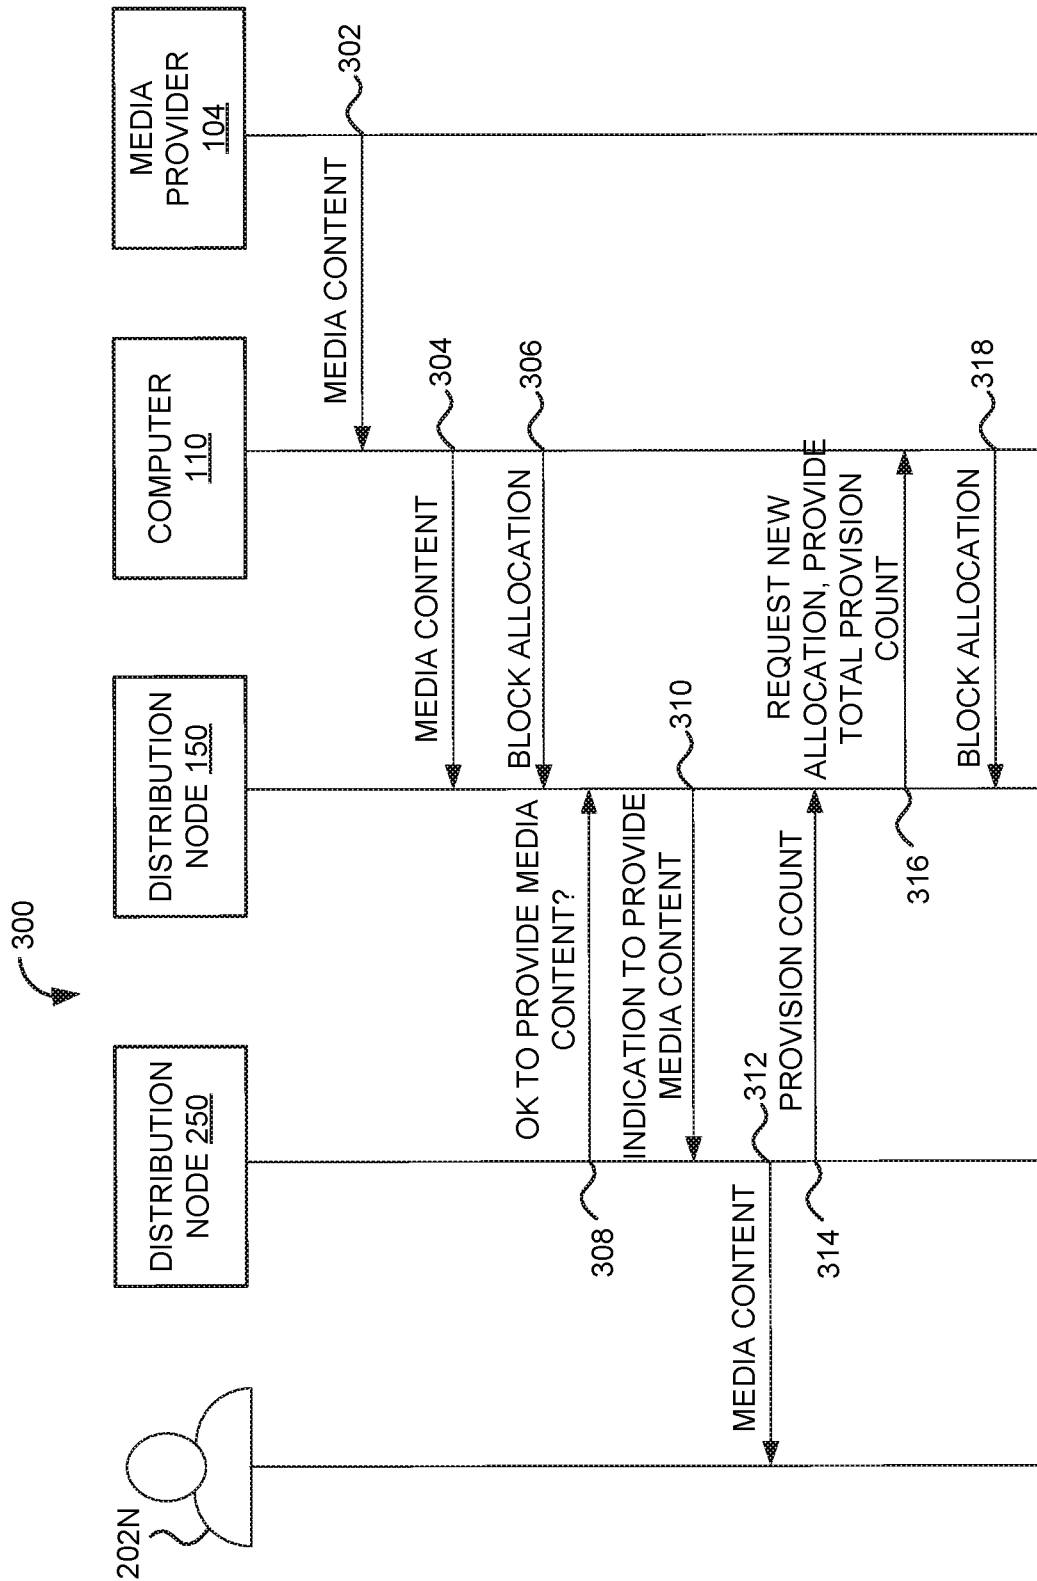 300
202N
DISTRIBUTION
NODE 250
DISTRIBUTION
NODE 150
COMPUTER
110
MEDIA
PROVIDER
104
MEDIA CONTENT
302
MEDIA CONTENT
304
BLOCK ALLOCATION
306
OK TO PROVIDE MEDIA
CONTENT?
308
INDICATION TO PROVIDE
MEDIA CONTENT
310
MEDIA CONTENT
312
PROVISION COUNT
314
REQUEST NEW
ALLOCATION, PROVIDE
TOTAL PROVISION
COUNT
316
BLOCK ALLOCATION
318